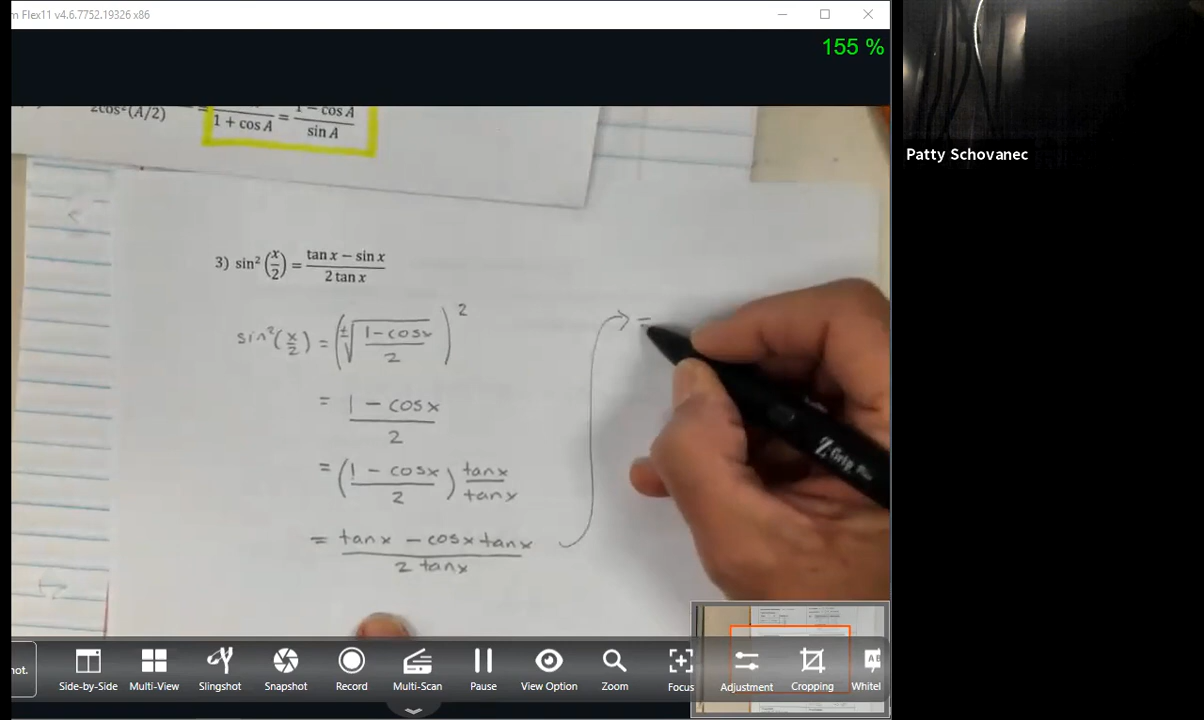 m Flex11 v4.6.7752.19326 x86
155 %
2cos²(A/2)
1 + cos A = 1 − cos A / sin A
Patty Schovanec
3) sin² (x/2) = tan x − sin x / 2 tan x
sin²(x/2) = (±√(1-cosx / 2))²
= 1 - cosx / 2
= (1 - cosx / 2) tanx / tanx
= tanx - cosx tanx / 2 tanx
→ =
not.
Side-by-Side Multi-View Slingshot Snapshot Record Multi-Scan Pause View Option Zoom Focus Adjustment Cropping Whitel
Z Grip